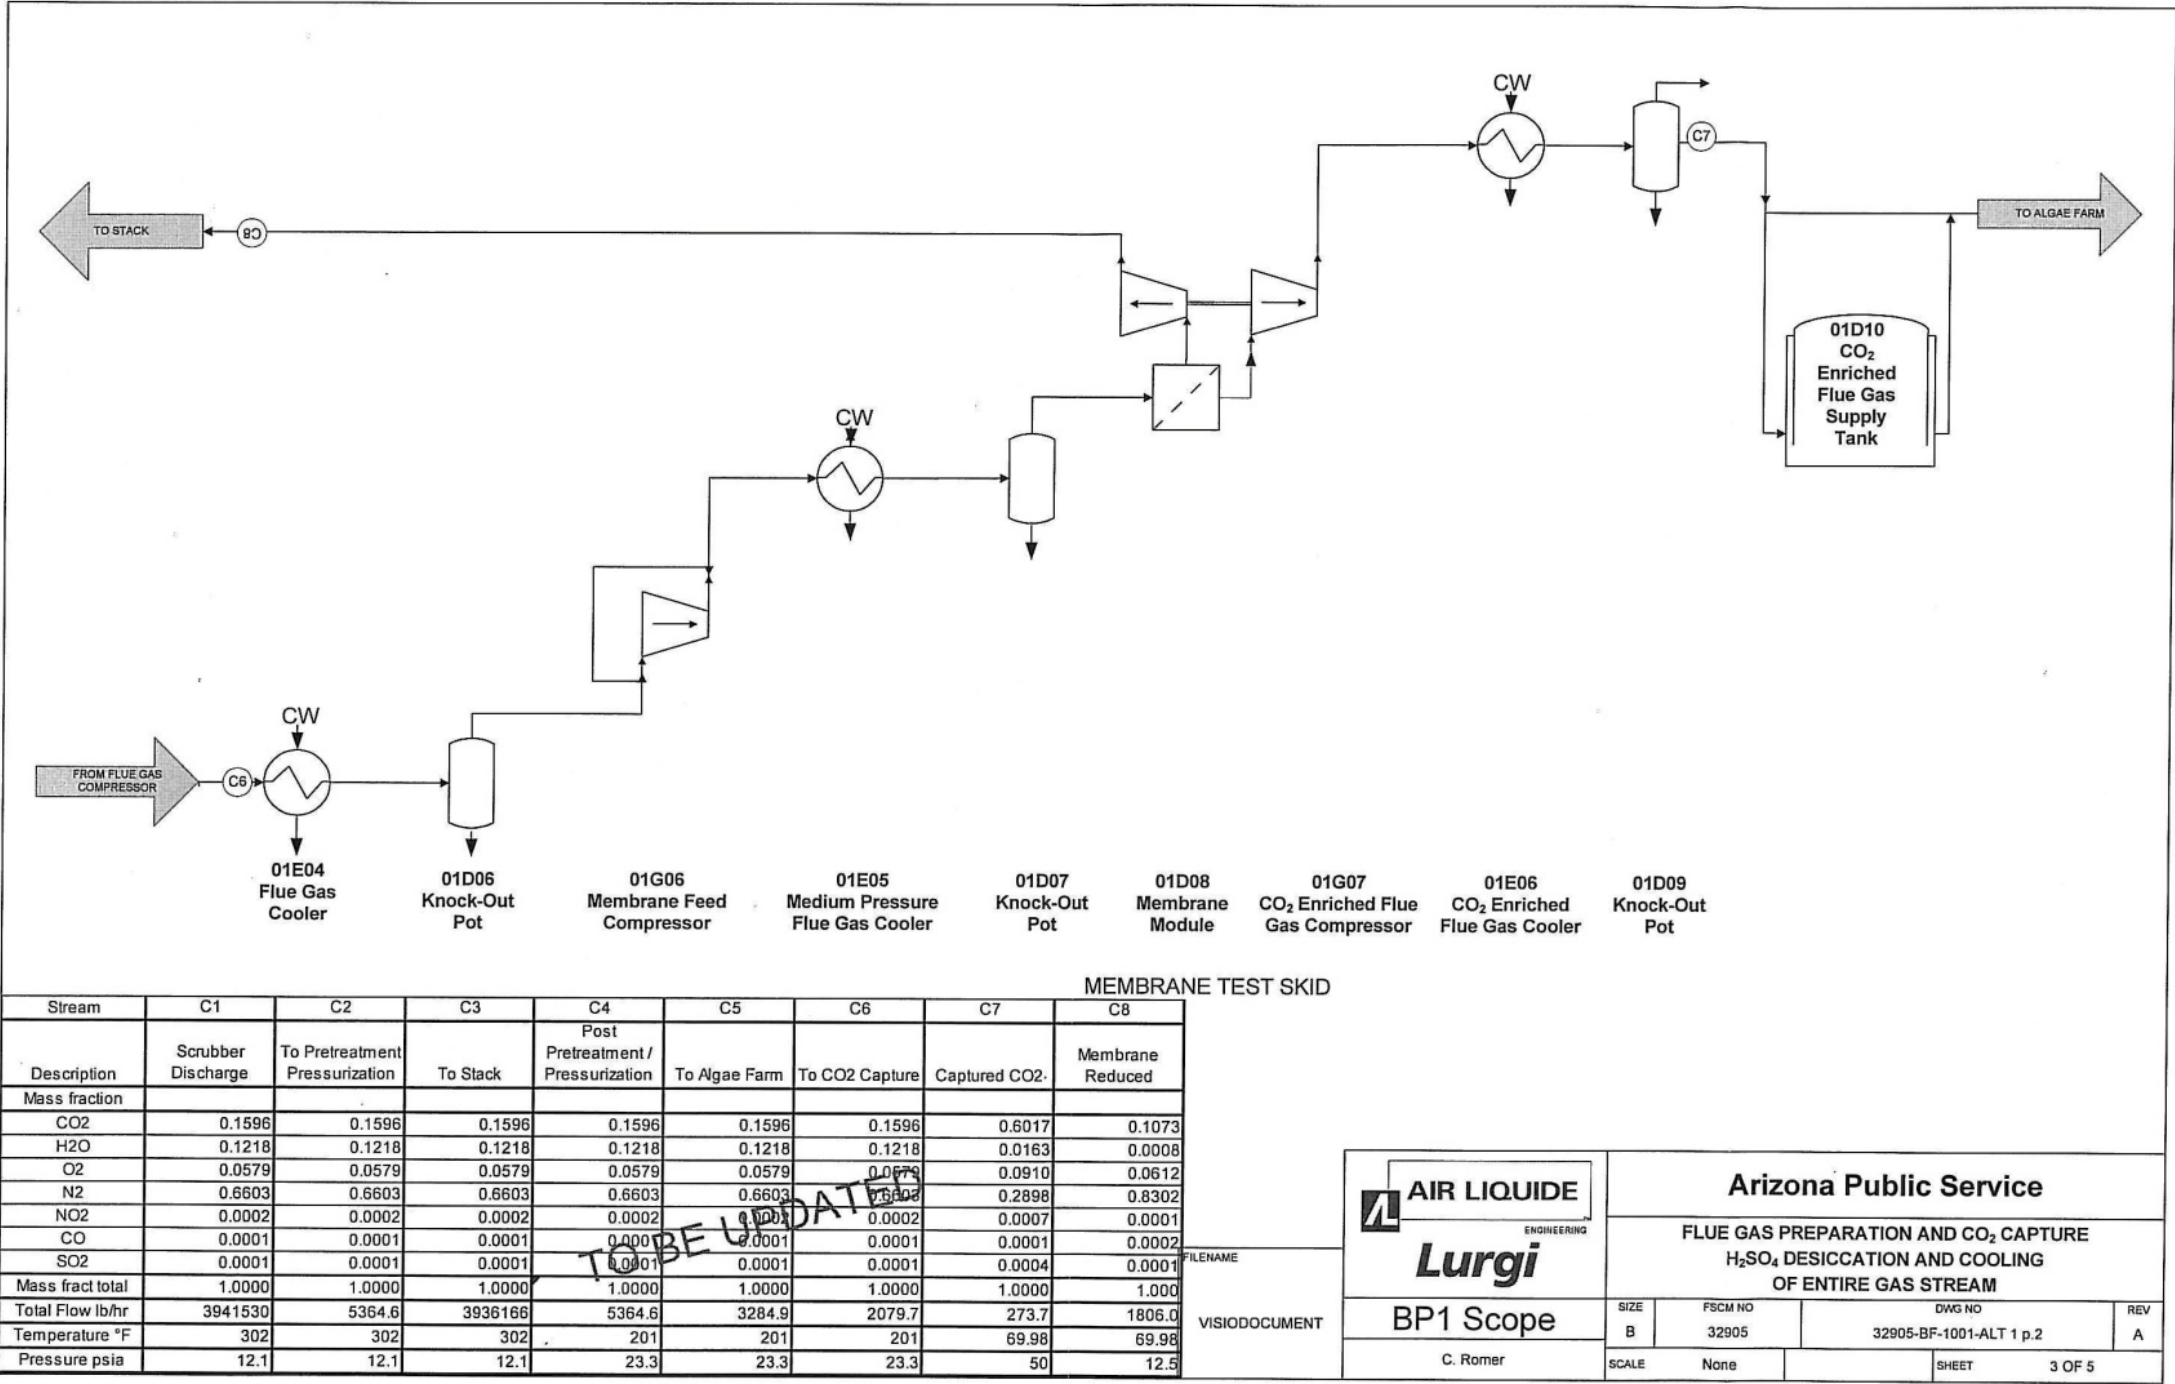 CW
C7
TO STACK
C8
TO ALGAE FARM
01D10
CO₂
Enriched
Flue Gas
Supply
Tank
CW
CW
FROM FLUE GAS
COMPRESSOR
C6
01E04
Flue Gas
Cooler
01D06
Knock-Out
Pot
01G06
Membrane Feed
Compressor
01E05
Medium Pressure
Flue Gas Cooler
01D07
Knock-Out
Pot
01D08
Membrane
Module
01G07
CO₂ Enriched Flue
Gas Compressor
01E06
CO₂ Enriched
Flue Gas Cooler
01D09
Knock-Out
Pot
MEMBRANE TEST SKID
Stream C1 C2 C3 C4 C5 C6 C7 C8
Description Scrubber Discharge To Pretreatment Pressurization To Stack Post Pretreatment / Pressurization To Algae Farm To CO2 Capture Captured CO2 Membrane Reduced
Mass fraction
CO2 0.1596 0.1596 0.1596 0.1596 0.1596 0.1596 0.6017 0.1073
H2O 0.1218 0.1218 0.1218 0.1218 0.1218 0.1218 0.0163 0.0008
O2 0.0579 0.0579 0.0579 0.0579 0.0579 0.0579 0.0910 0.0612
N2 0.6603 0.6603 0.6603 0.6603 0.6603 0.6603 0.2898 0.8302
NO2 0.0002 0.0002 0.0002 0.0002 0.0002 0.0002 0.0007 0.0001
CO 0.0001 0.0001 0.0001 0.0001 0.0001 0.0001 0.0001 0.0002
SO2 0.0001 0.0001 0.0001 0.0001 0.0001 0.0001 0.0004 0.0001
Mass fract total 1.0000 1.0000 1.0000 1.0000 1.0000 1.0000 1.0000 1.000
Total Flow lb/hr 3941530 5364.6 3936166 5364.6 3284.9 2079.7 273.7 1806.0
Temperature °F 302 302 302 201 201 201 69.98 69.98
Pressure psia 12.1 12.1 12.1 23.3 23.3 23.3 50 12.5
TO BE UPDATED
FILENAME
VISIODOCUMENT
AIR LIQUIDE
ENGINEERING
Lurgi
BP1 Scope
C. Romer
Arizona Public Service
FLUE GAS PREPARATION AND CO₂ CAPTURE
H₂SO₄ DESICCATION AND COOLING
OF ENTIRE GAS STREAM
SIZE FSCM NO DWG NO REV
B 32905 32905-BF-1001-ALT 1 p.2 A
SCALE None SHEET 3 OF 5